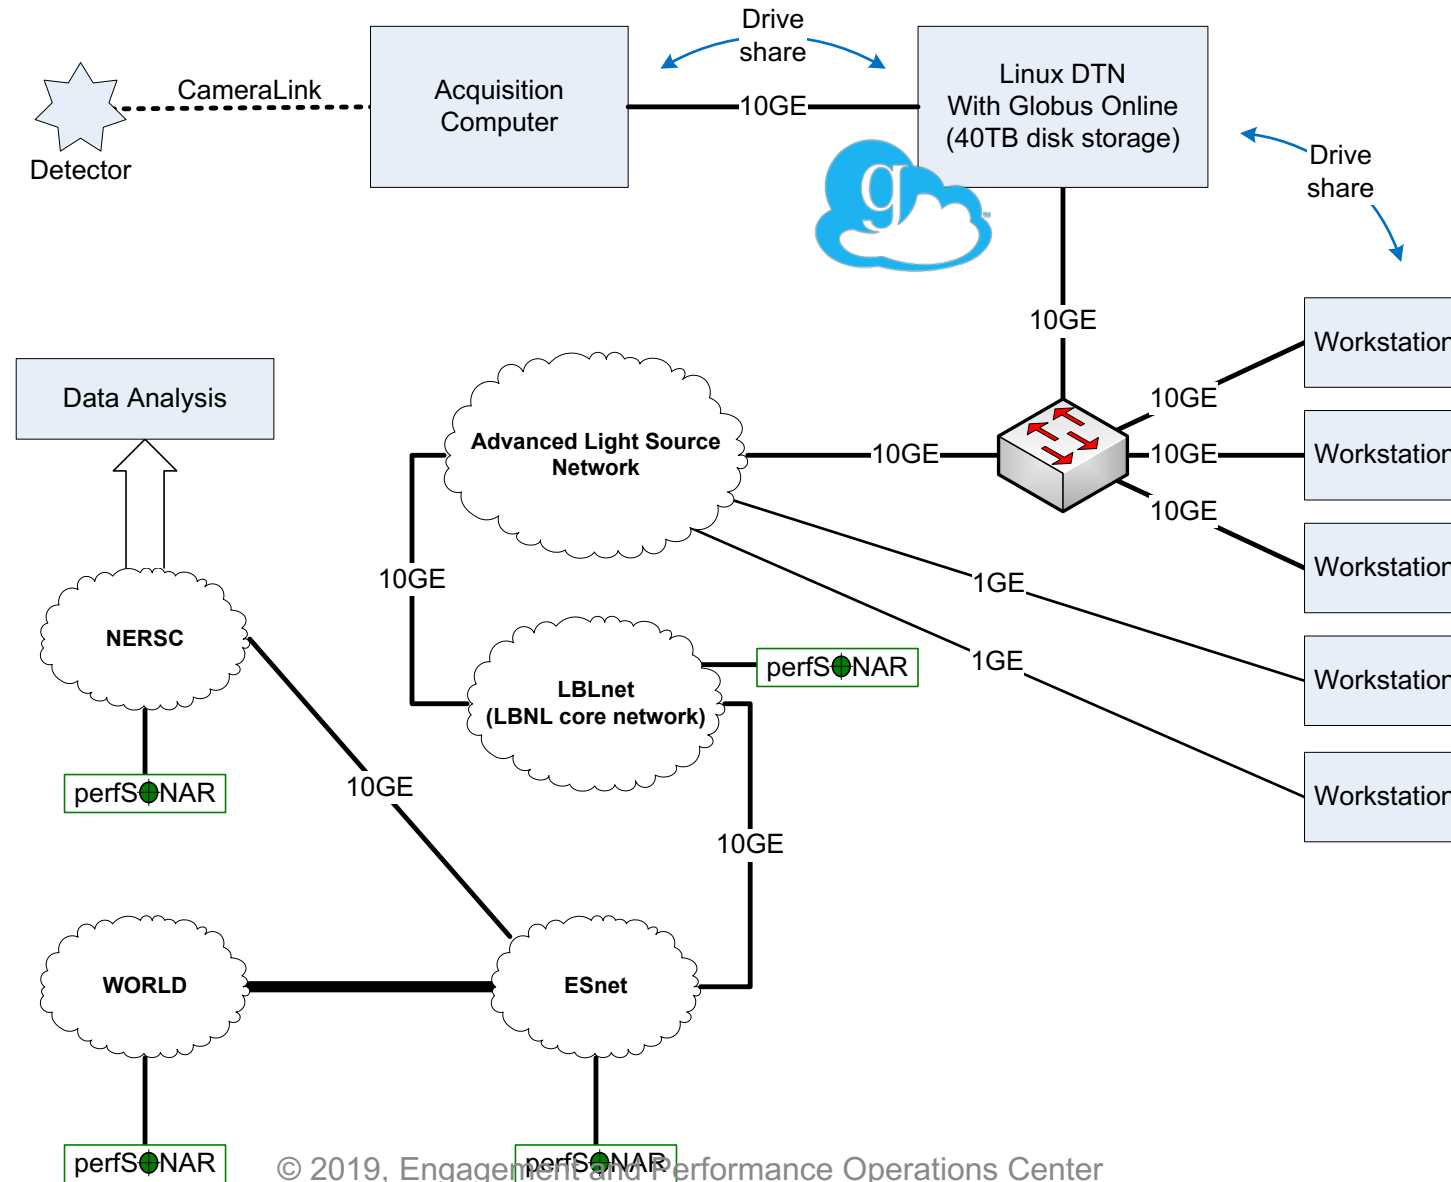 Drive
share
CameraLink
Detector
Acquisition
Computer
10GE
Linux DTN
With Globus Online
(40TB disk storage)
g
Drive
share
10GE
Workstation
10GE
Data Analysis
Advanced Light Source
Network
10GE
10GE
Workstation
10GE
Workstation
10GE
1GE
NERSC
1GE
Workstation
perfSONAR
LBLnet
(LBNL core network)
10GE
perfSONAR
Workstation
10GE
WORLD
ESnet
perfSONAR
perfSONAR
© 2019, Engagement and Performance Operations Center